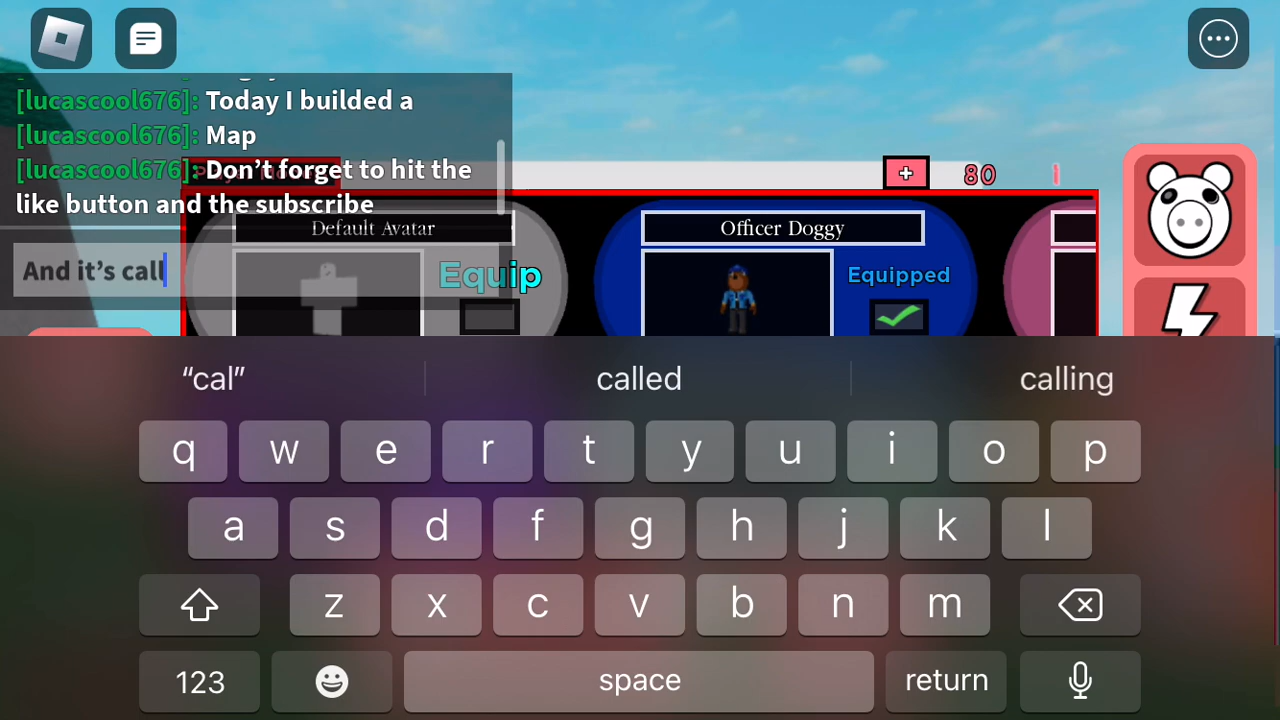 [lucascool676]: Today I builded a
[lucascool676]: Map
[lucascool676]: Don’t forget to hit the
like button and the subscribe
80
And it’s call
Default Avatar
Equip
Officer Doggy
Equipped
“cal”
called
calling
q w e r t y u i o p
a s d f g h j k l
z x c v b n m
123
space
return